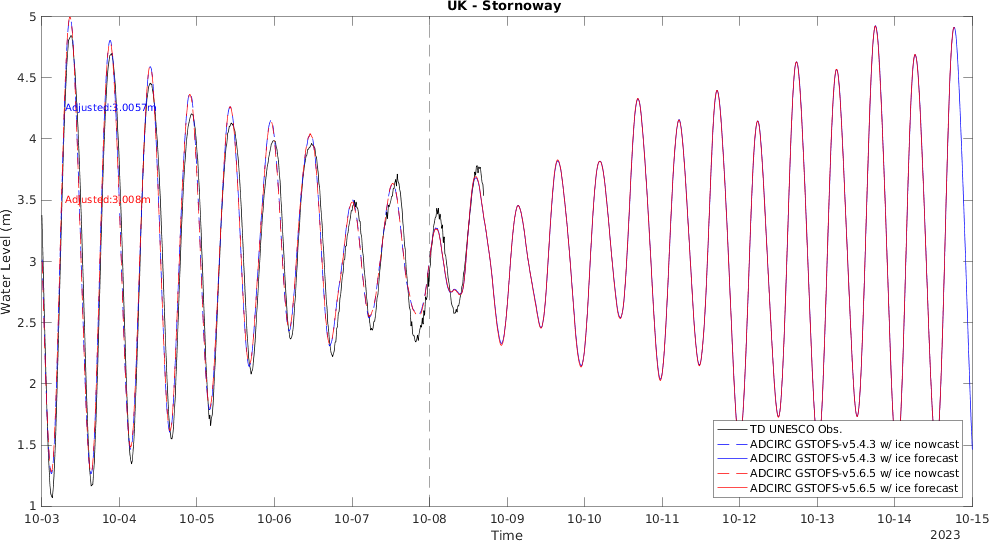 UK - Stornoway
5
4.5
4
3.5
3
2.5
2
1.5
1
Water Level (m)
Adjusted:3.0057m
Adjusted:3.008m
TD UNESCO Obs.
ADCIRC GSTOFS-v5.4.3 w/ ice nowcast
ADCIRC GSTOFS-v5.4.3 w/ ice forecast
ADCIRC GSTOFS-v5.6.5 w/ ice nowcast
ADCIRC GSTOFS-v5.6.5 w/ ice forecast
10-03 10-04 10-05 10-06 10-07 10-08 10-09 10-10 10-11 10-12 10-13 10-14 10-15
Time
2023